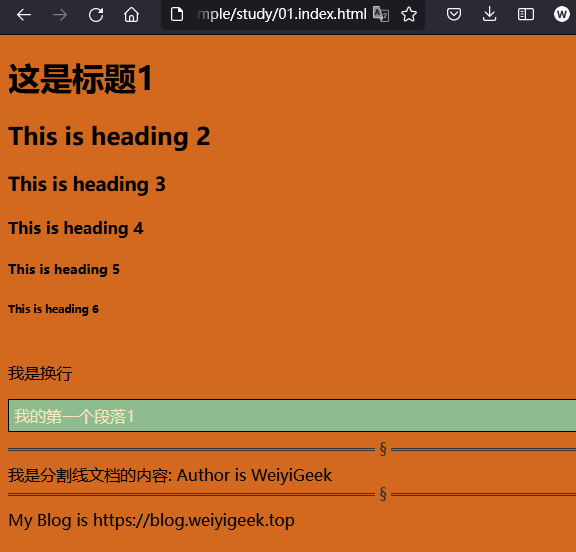 mple/study/01.index.html
W
这是标题1
This is heading 2
This is heading 3
This is heading 4
This is heading 5
This is heading 6
我是换行
我的第一个段落1
§
我是分割线文档的内容: Author is WeiyiGeek
§
My Blog is https://blog.weiyigeek.top